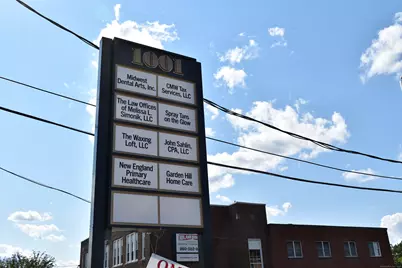 1001
Midwest
Dental Arts, Inc.
CMW Tax
Services, LLC
The Law Offices
of Melissa L.
Simonik, LLC
Spray Tans
on the Glow
The Waxing
Loft, LLC
John Sahlin,
CPA, LLC
New England
Primary Healthcare
Garden Hill
Home Care